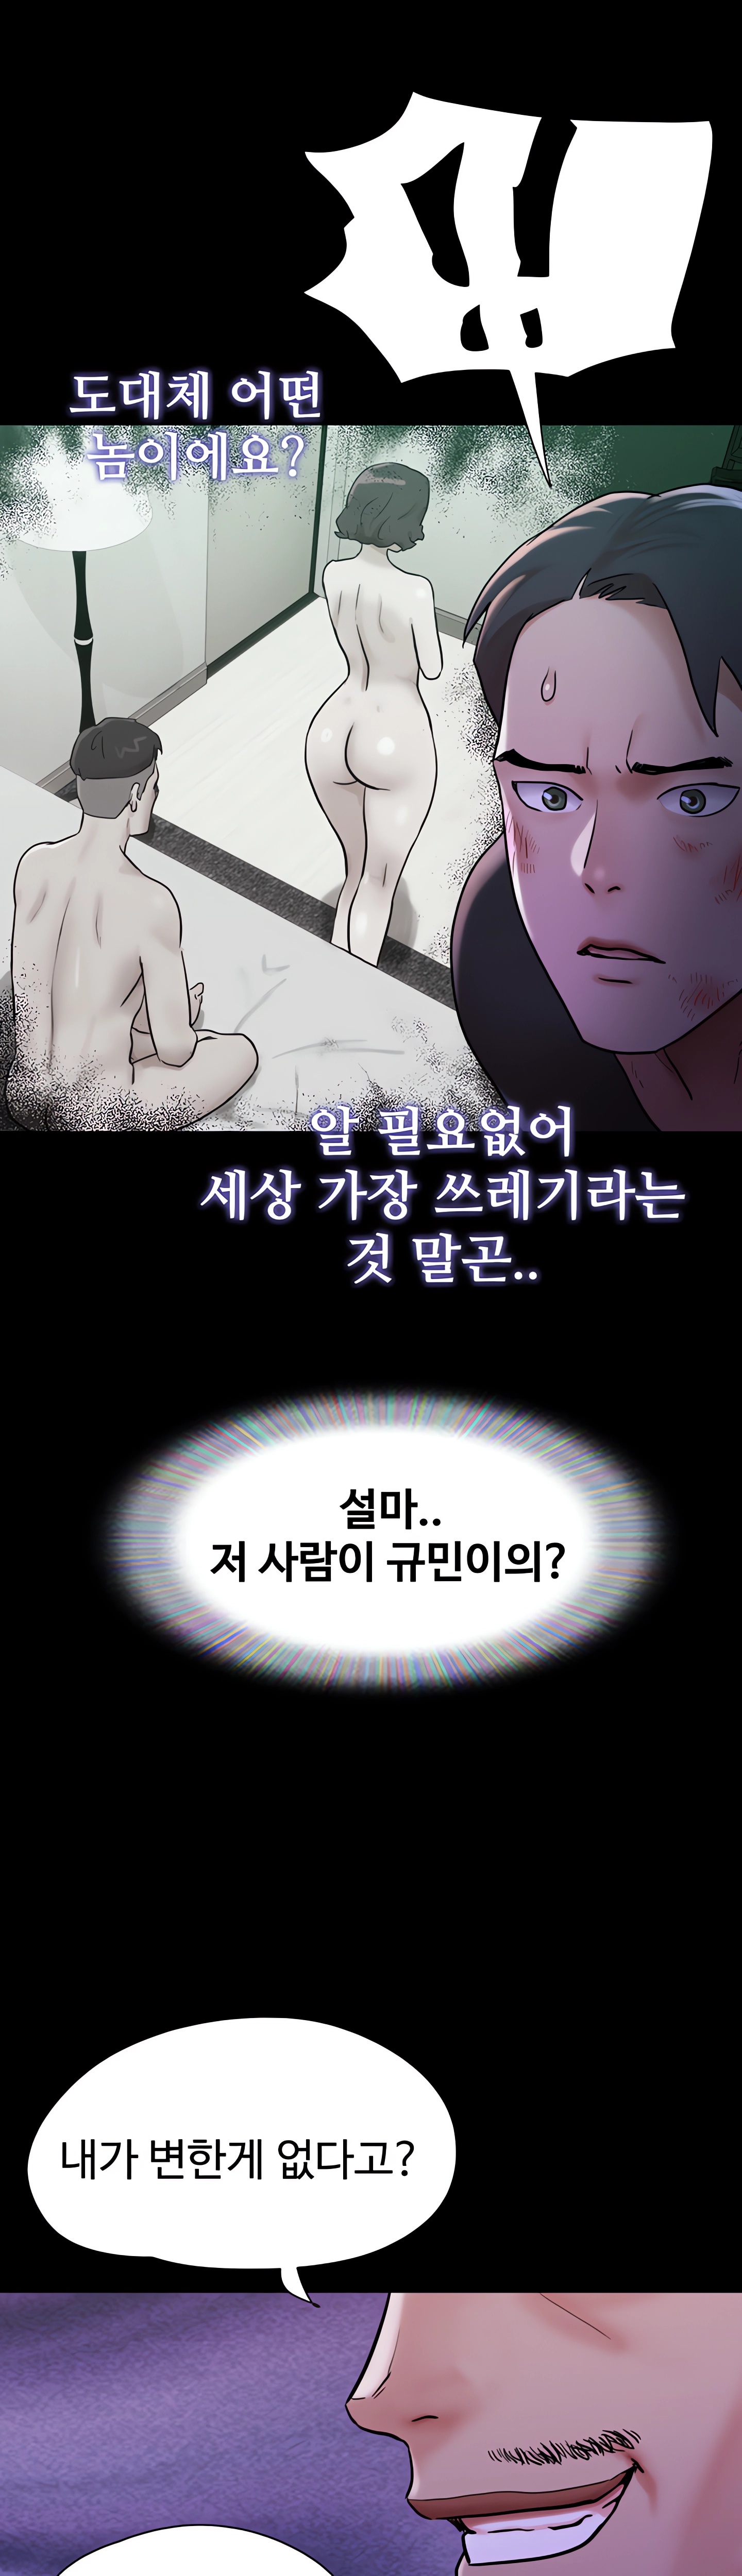 !!
도대체 어떤
놈이에요?
알 필요없어
세상 가장 쓰레기라는
것 말곤..
설마..
저 사람이 규민이의?
내가 변한게 없다고?